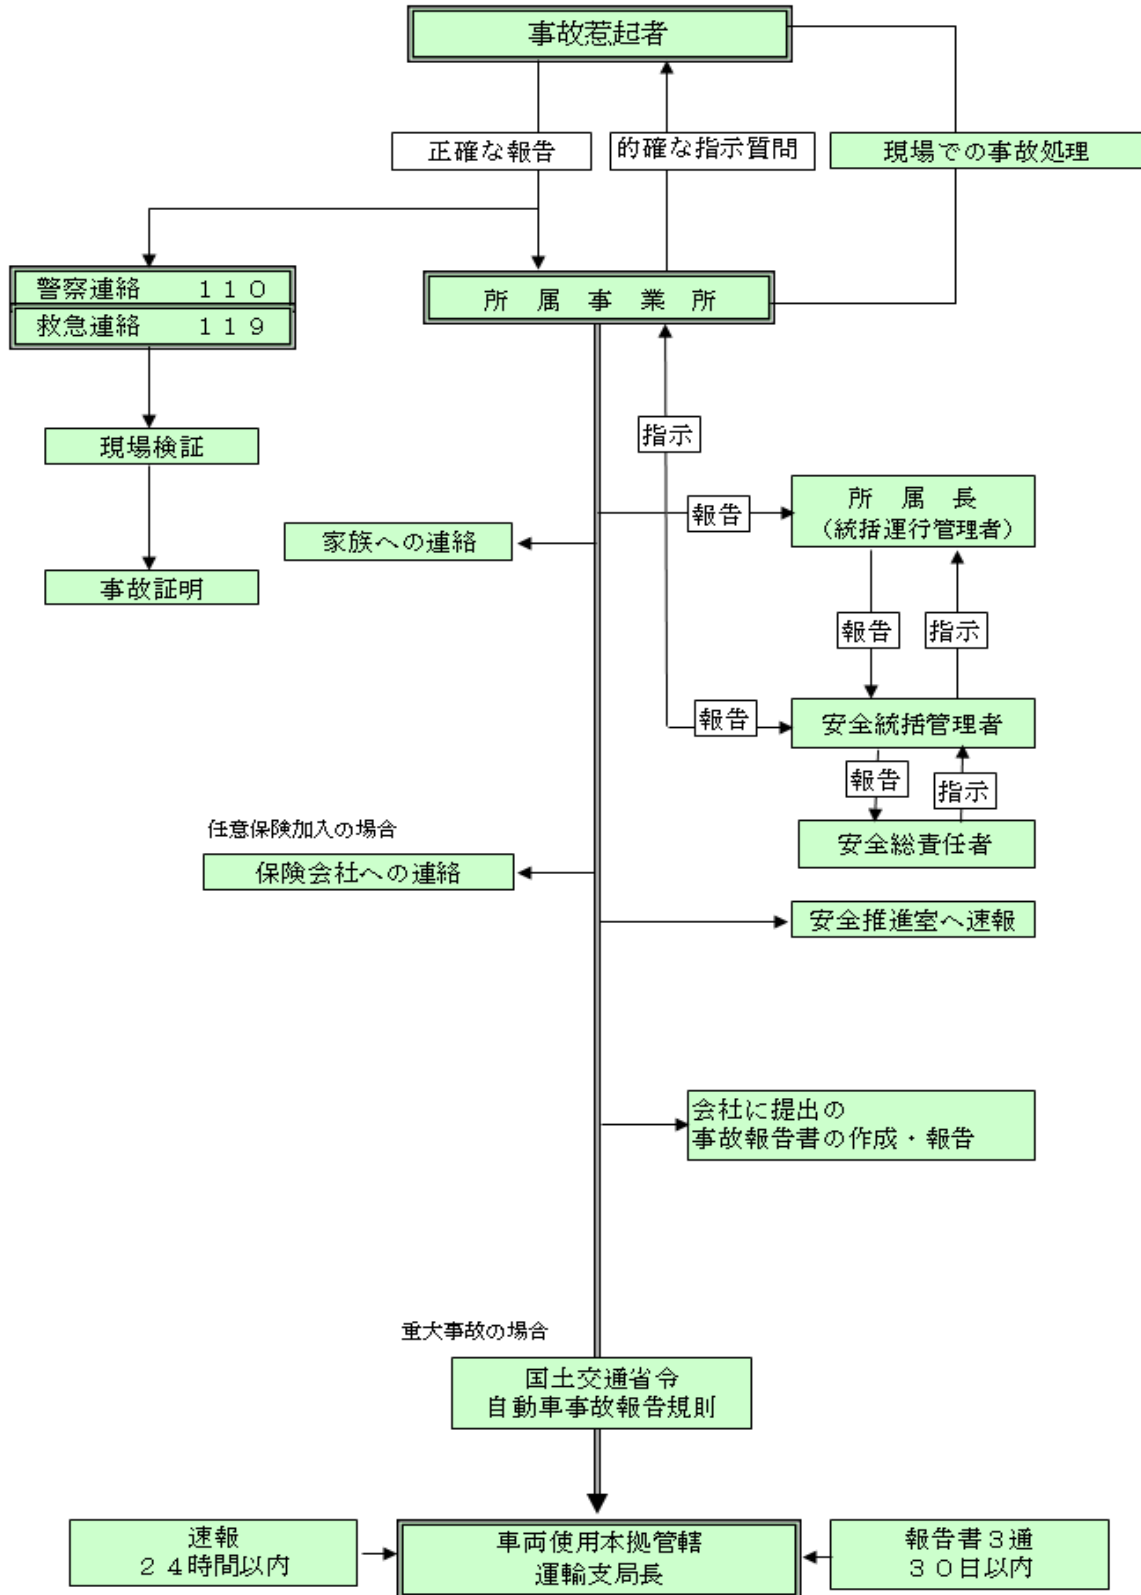 事故惹起者
正確な報告
的確な指示質問
現場での事故処理
警察連絡　　１１０
救急連絡　　１１９
所　属　事　業　所
現場検証
指示
所　属　長
（統括運行管理者）
報告
家族への連絡
事故証明
報告
指示
報告
安全統括管理者
報告
指示
任意保険加入の場合
安全総責任者
保険会社への連絡
安全推進室へ速報
会社に提出の
事故報告書の作成・報告
重大事故の場合
国土交通省令
自動車事故報告規則
速報
２４時間以内
車両使用本拠管轄
運輸支局長
報告書３通
３０日以内